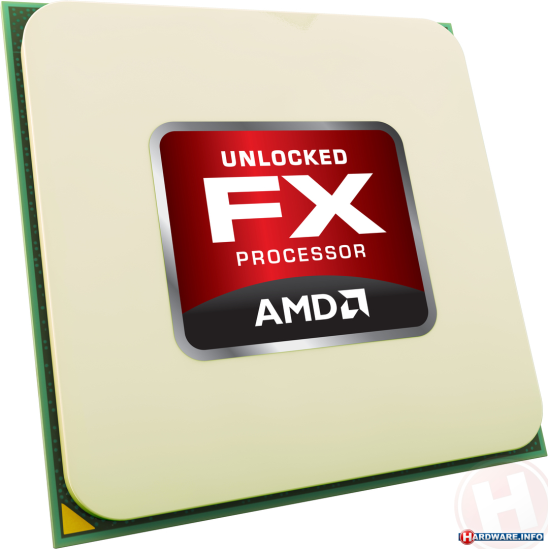 UNLOCKED
FX
PROCESSOR
AMD
H
HARDWARE.INFO